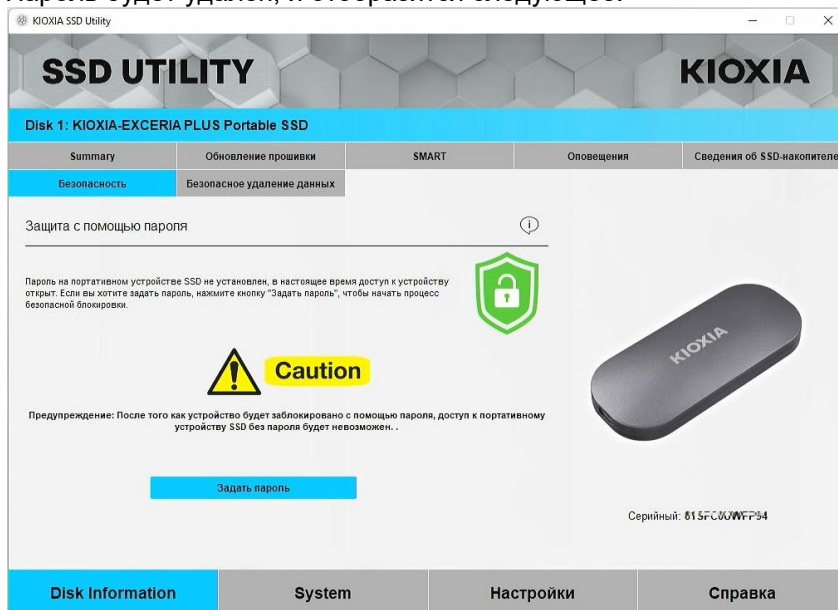 Пароль будет удален, и отобразится следующее:
KIOXIA SSD Utility
SSD UTILITY
KIOXIA
Disk 1: KIOXIA-EXCERIA PLUS Portable SSD
Summary Обновление прошивки SMART Оповещения Сведения об SSD-накопителе
Безопасность Безопасное удаление данных
Защита с помощью пароля
Пароль на портативном устройстве SSD не установлен, в настоящее время доступ к устройству
открыт. Если вы хотите задать пароль, нажмите кнопку "Задать пароль", чтобы начать процесс
безопасной блокировки.
KIOXIA
Caution
Предупреждение: После того как устройство будет заблокировано с помощью пароля, доступ к портативному
устройству SSD без пароля будет невозможен. .
Задать пароль
Серийный:
Disk Information System Настройки Справка